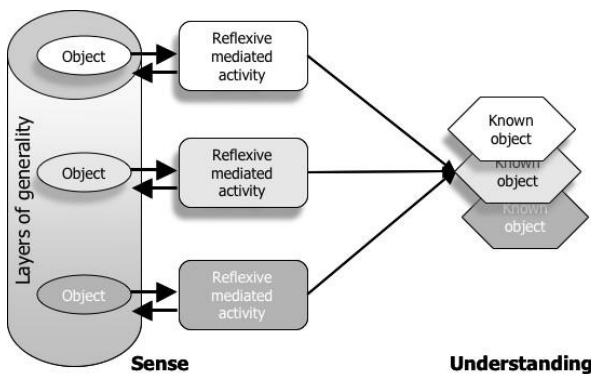 Layers of generality
Object
Reflexive
mediated
activity
Object
Reflexive
mediated
activity
Object
Reflexive
mediated
activity
Known
object
Known
object
Known
object
Sense
Understanding